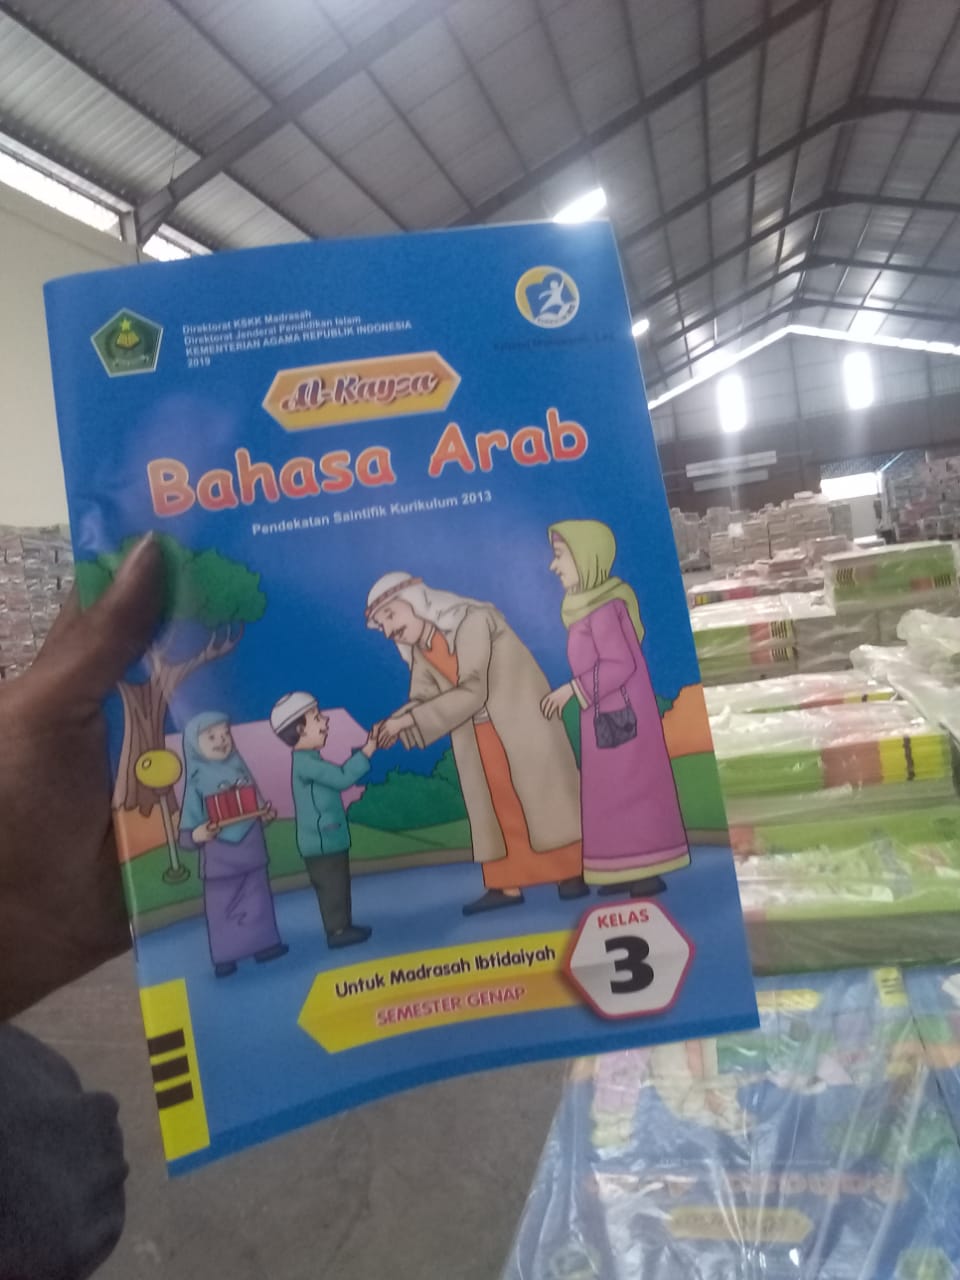 Direktorat KSKK Madrasah
Direktorat Jenderal Pendidikan Islam
KEMENTERIAN AGAMA REPUBLIK INDONESIA
2019
Al-Kaysa
Bahasa Arab
Pendekatan Saintifik Kurikulum 2013
KELAS
3
Untuk Madrasah Ibtidaiyah
SEMESTER GENAP